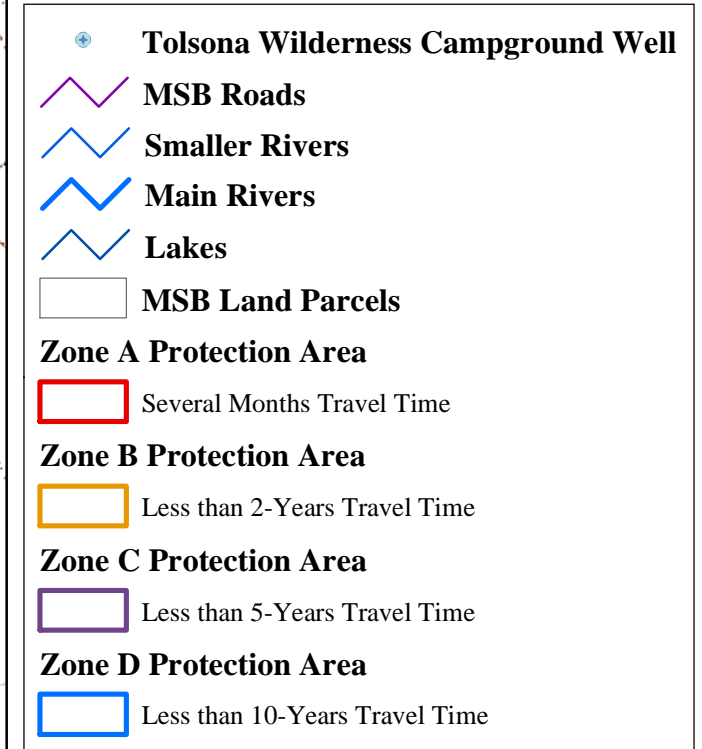 Tolsona Wilderness Campground Well
MSB Roads
Smaller Rivers
Main Rivers
Lakes
MSB Land Parcels
Zone A Protection Area
Several Months Travel Time
Zone B Protection Area
Less than 2-Years Travel Time
Zone C Protection Area
Less than 5-Years Travel Time
Zone D Protection Area
Less than 10-Years Travel Time